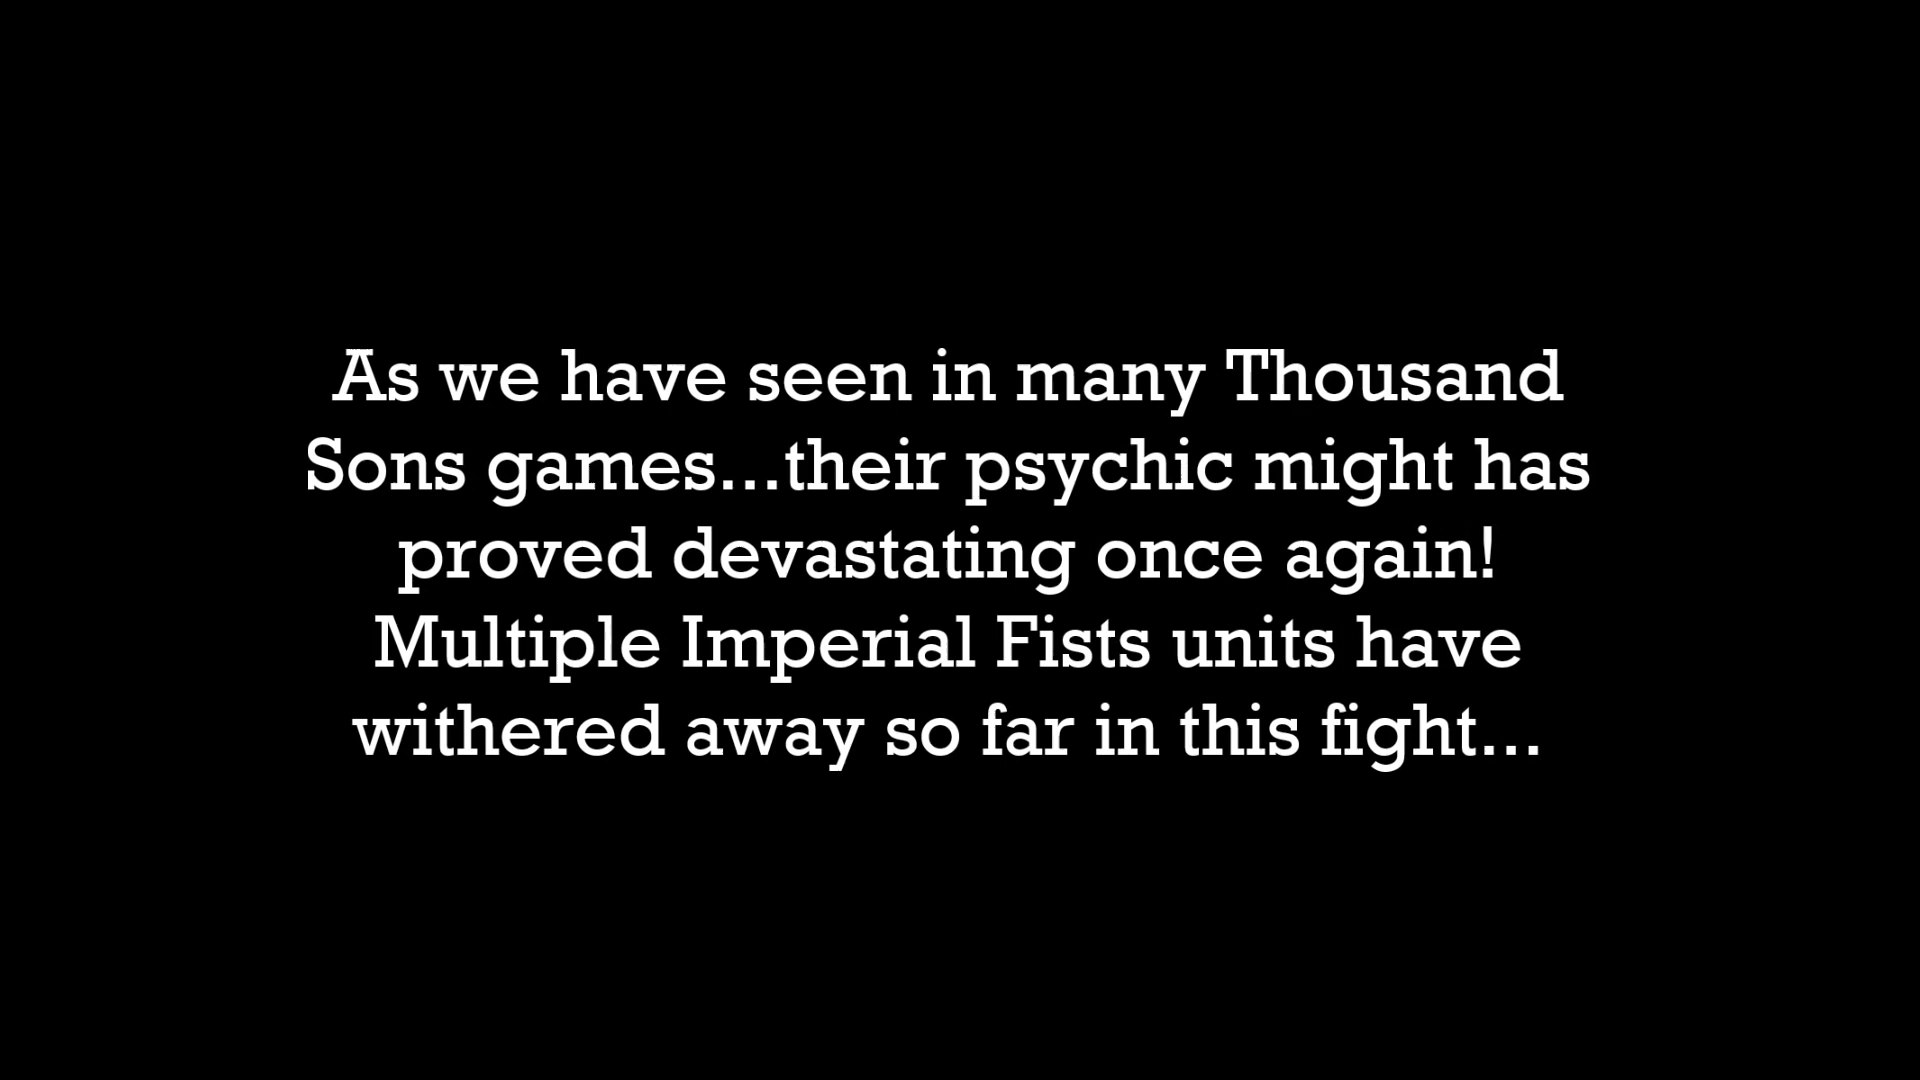 As we have seen in many Thousand
Sons games...their psychic might has
proved devastating once again!
Multiple Imperial Fists units have
withered away so far in this fight...